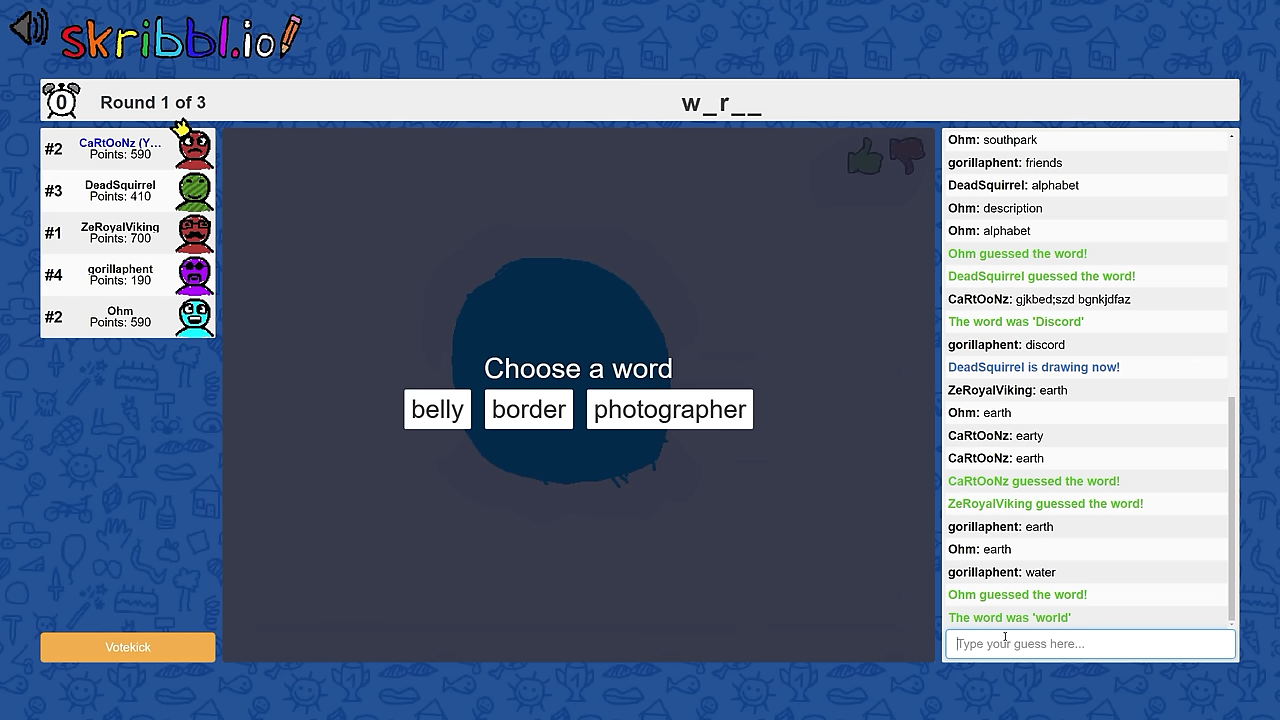 skribbl.io!
0
Round 1 of 3
w_r__
#2
CaRtOoNz (Y...
Points: 590
#3
DeadSquirrel
Points: 410
#1
ZeRoyalViking
Points: 700
#4
gorillaphent
Points: 190
#2
Ohm
Points: 590
Choose a word
belly
border
photographer
Ohm: southpark
gorillaphent: friends
DeadSquirrel: alphabet
Ohm: description
Ohm: alphabet
Ohm guessed the word!
DeadSquirrel guessed the word!
CaRtOoNz: gjkbed;szd bgnkjdfaz
The word was 'Discord'
gorillaphent: discord
DeadSquirrel is drawing now!
ZeRoyalViking: earth
Ohm: earth
CaRtOoNz: earty
CaRtOoNz: earth
CaRtOoNz guessed the word!
ZeRoyalViking guessed the word!
gorillaphent: earth
Ohm: earth
gorillaphent: water
Ohm guessed the word!
The word was 'world'
Type your guess here...
Votekick